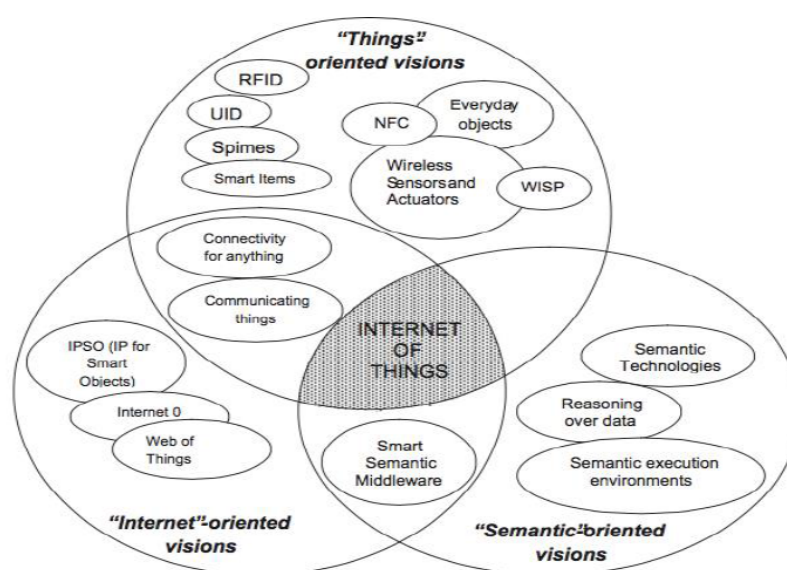 “Things”-
oriented visions
RFID
UID
Spimes
Smart Items
NFC
Everyday
objects
Wireless
Sensors and
Actuators
WISP
Connectivity
for anything
Communicating
things
INTERNET
OF
THINGS
IPSO (IP for
Smart
Objects)
Internet 0
Web of
Things
Semantic
Technologies
Reasoning
over data
Semantic execution
environments
Smart
Semantic
Middleware
“Internet”-oriented
visions
“Semantic”-oriented
visions